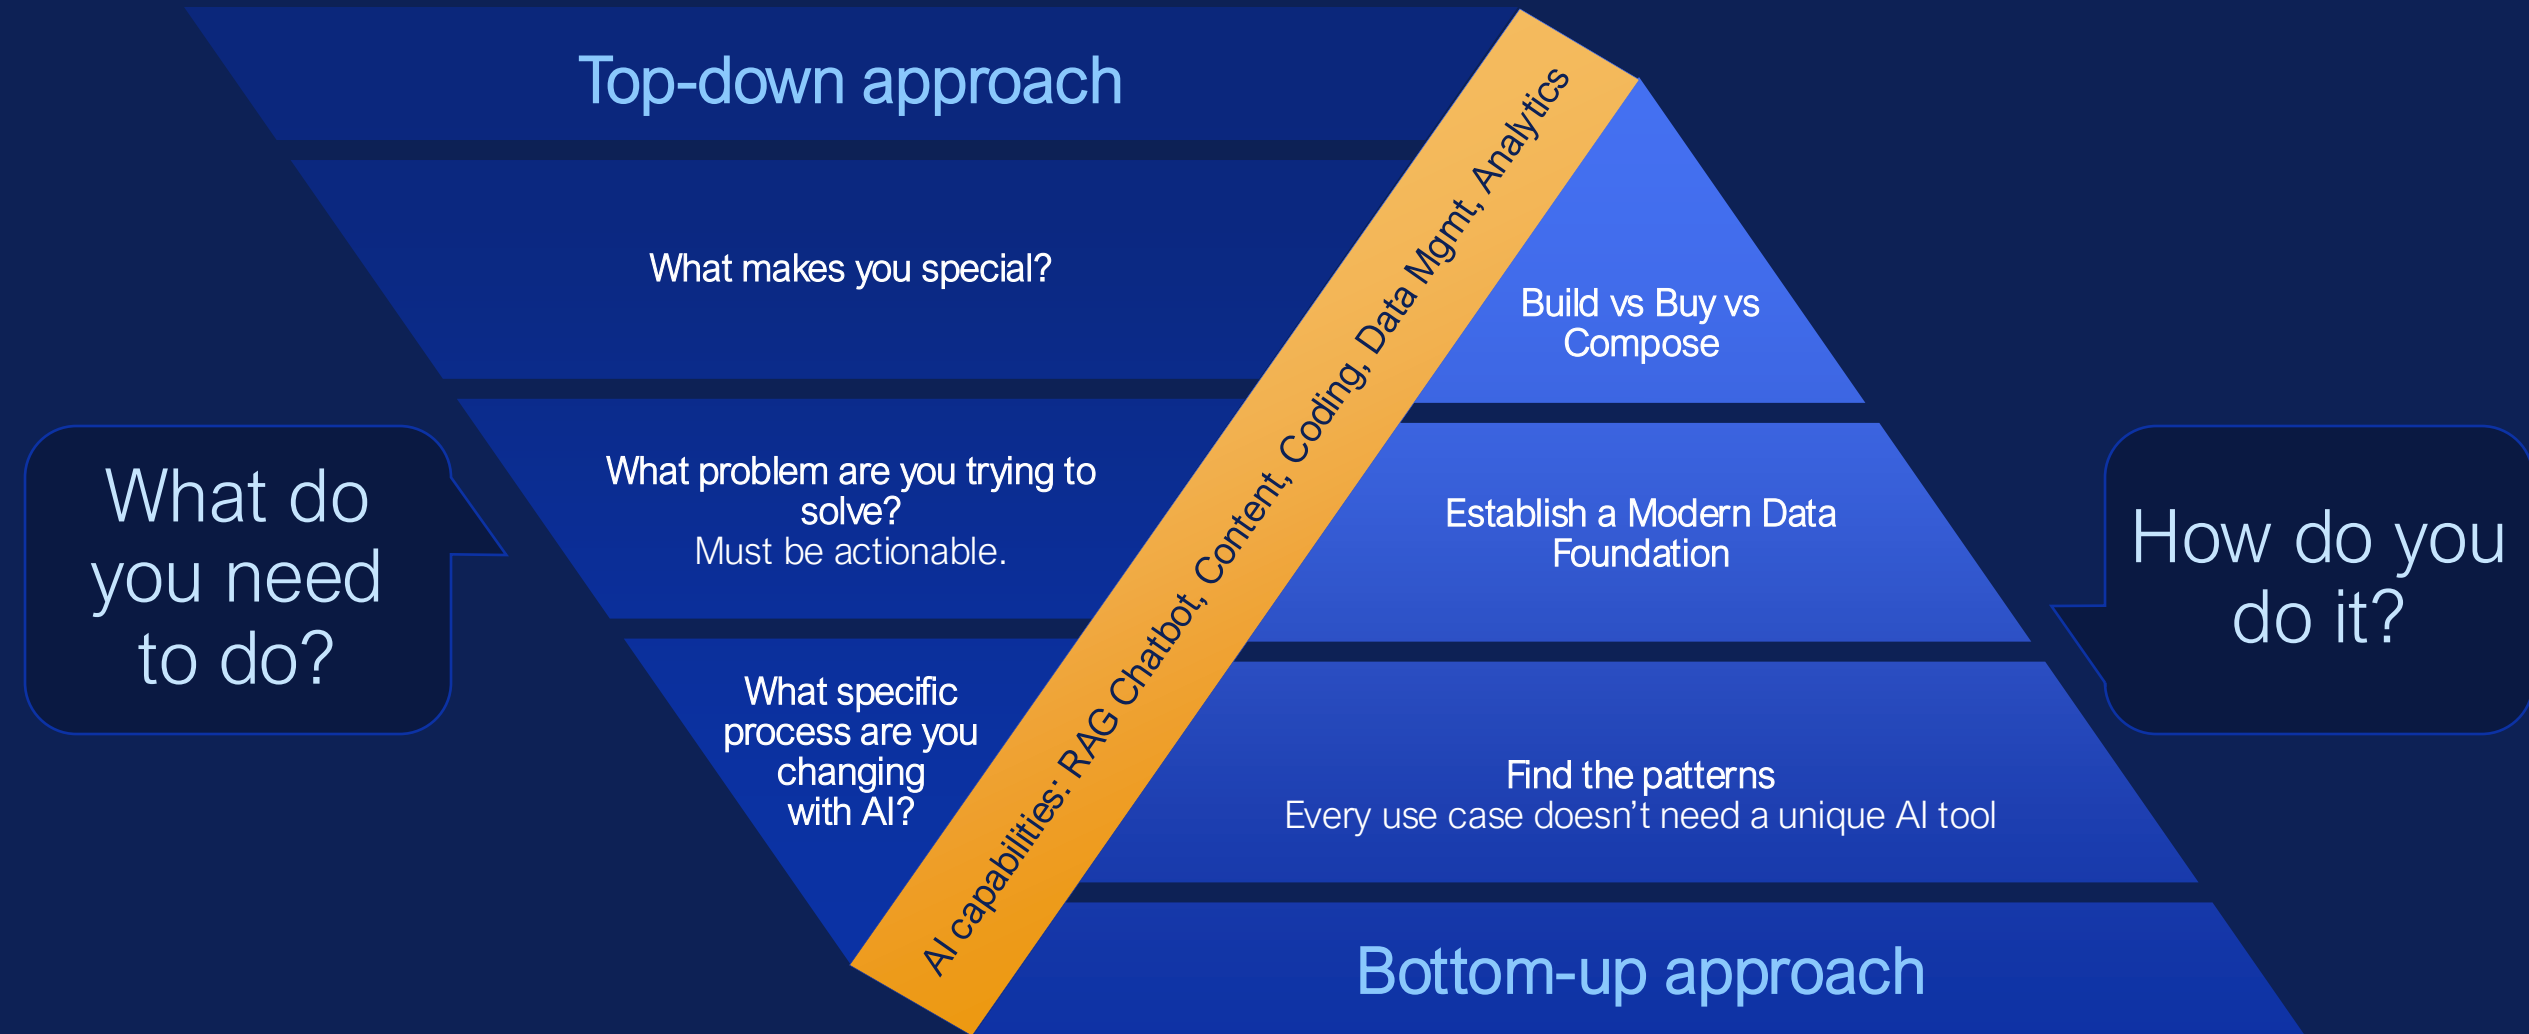 Top-down approach
What makes you special?
What problem are you trying to
solve?
Must be actionable.
What specific
process are you
changing
with AI?
What do
you need
to do?
AI capabilities: RAG Chatbot, Content, Coding, Data Mgmt, Analytics
Build vs Buy vs
Compose
Establish a Modern Data
Foundation
Find the patterns
Every use case doesn’t need a unique AI tool
Bottom-up approach
How do you
do it?